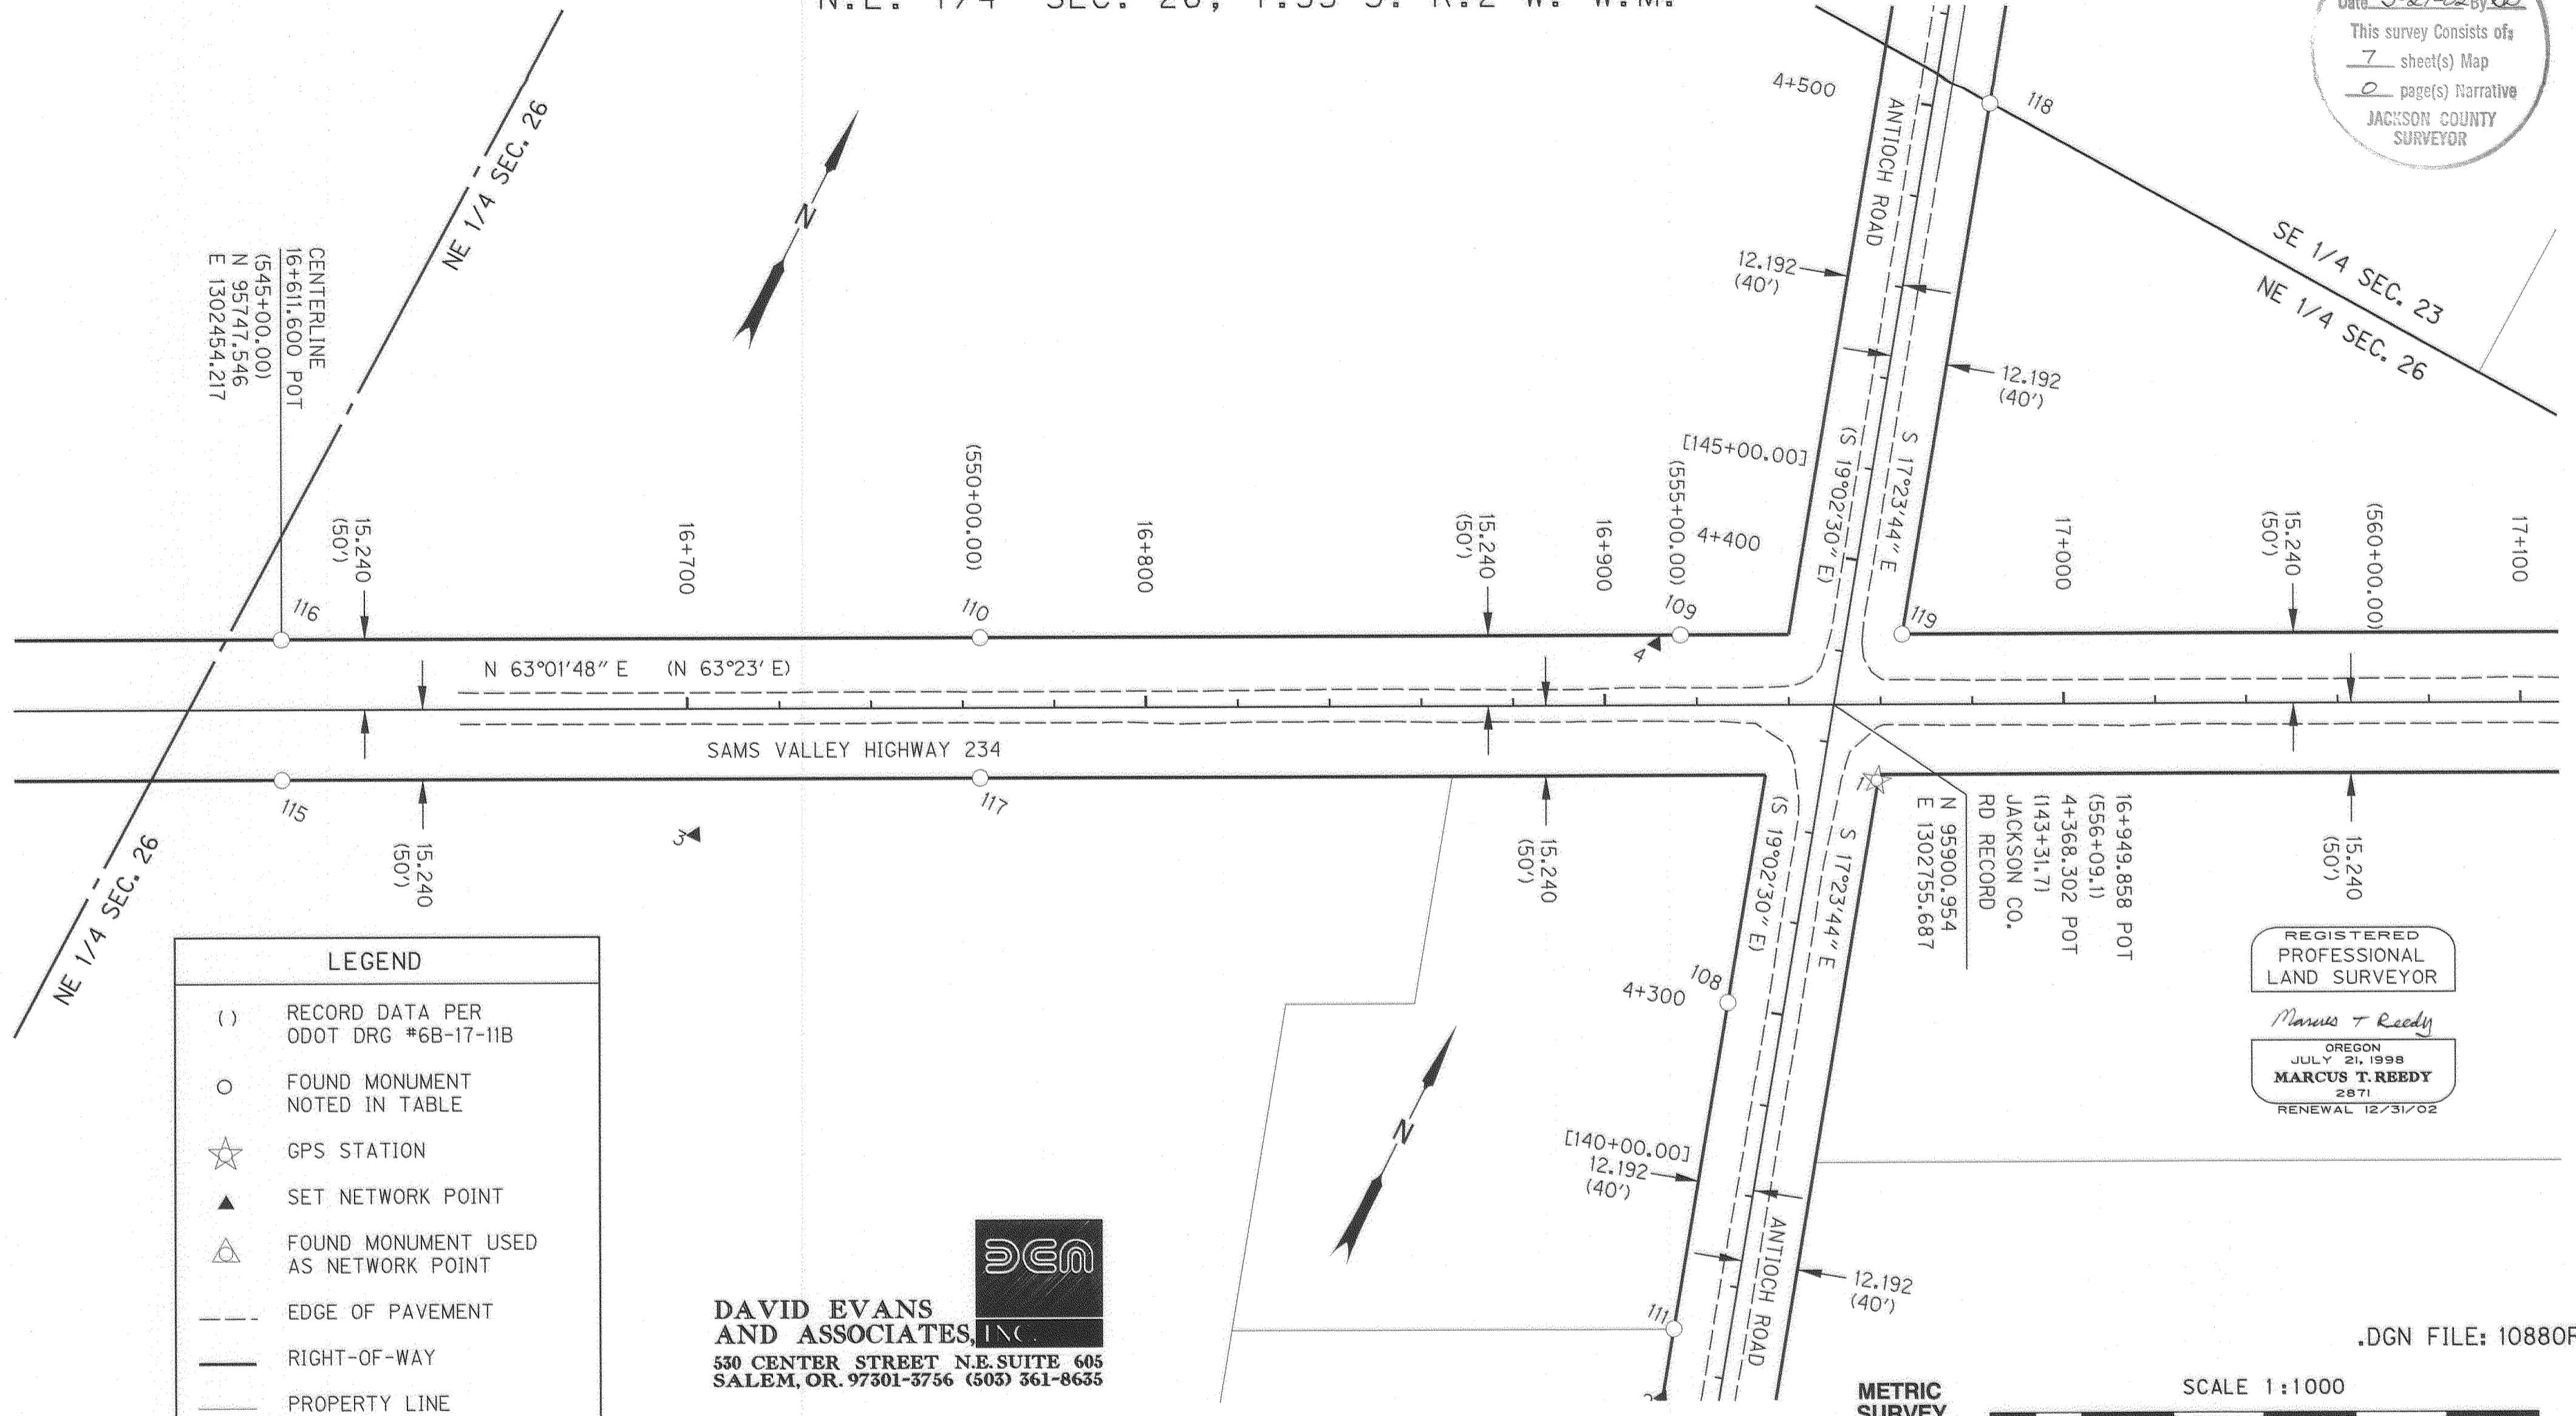 N.E. 1/4 SEC. 26, T.35 S. R.2 W. W.M.
This survey Consists of:
7 sheet(s) Map
0 page(s) Narrative
JACKSON COUNTY
SURVEYOR
NE 1/4 SEC. 26
CENTERLINE
16+611.600 POT
(545+00.00)
N 95747.546
E 1302454.217
N
4+500
ANTIOCH ROAD
118
12.192
(40')
12.192
(40')
SE 1/4 SEC. 23
NE 1/4 SEC. 26
[145+00.00]
(S 19°02'30" E)
S 17°23'44" E
15.240
(50')
16+700
(550+00.00)
16+800
15.240
(50')
16+900
(555+00.00)
4+400
17+000
15.240
(50')
(560+00.00)
17+100
116
110
109
119
4
N 63°01'48" E (N 63°23' E)
SAMS VALLEY HIGHWAY 234
115
117
3
1
15.240
(50')
15.240
(50')
15.240
(50')
(S 19°02'30" E)
S 17°23'44" E
16+949.858 POT
(556+09.1)
4+368.302 POT
[143+31.7]
JACKSON CO.
RD RECORD
N 95900.954
E 1302755.687
NE 1/4 SEC. 26
108
4+300
N
[140+00.00]
12.192
(40')
ANTIOCH ROAD
12.192
(40')
111
2
REGISTERED
PROFESSIONAL
LAND SURVEYOR
Marcus T Reedy
OREGON
JULY 21, 1998
MARCUS T. REEDY
2871
RENEWAL 12/31/02
LEGEND
( ) RECORD DATA PER
ODOT DRG #6B-17-11B
FOUND MONUMENT
NOTED IN TABLE
GPS STATION
SET NETWORK POINT
FOUND MONUMENT USED
AS NETWORK POINT
EDGE OF PAVEMENT
RIGHT-OF-WAY
PROPERTY LINE
DEA
DAVID EVANS
AND ASSOCIATES, INC.
530 CENTER STREET N.E. SUITE 605
SALEM, OR. 97301-3756 (503) 361-8635
.DGN FILE: 10880R
METRIC
SURVEY
SCALE 1:1000